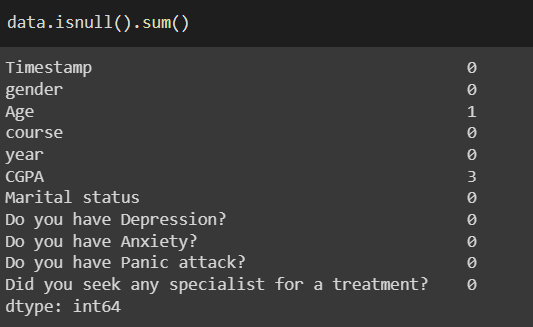 data.isnull().sum()
Timestamp 0
gender 0
Age 1
course 0
year 0
CGPA 3
Marital status 0
Do you have Depression? 0
Do you have Anxiety? 0
Do you have Panic attack? 0
Did you seek any specialist for a treatment? 0
dtype: int64